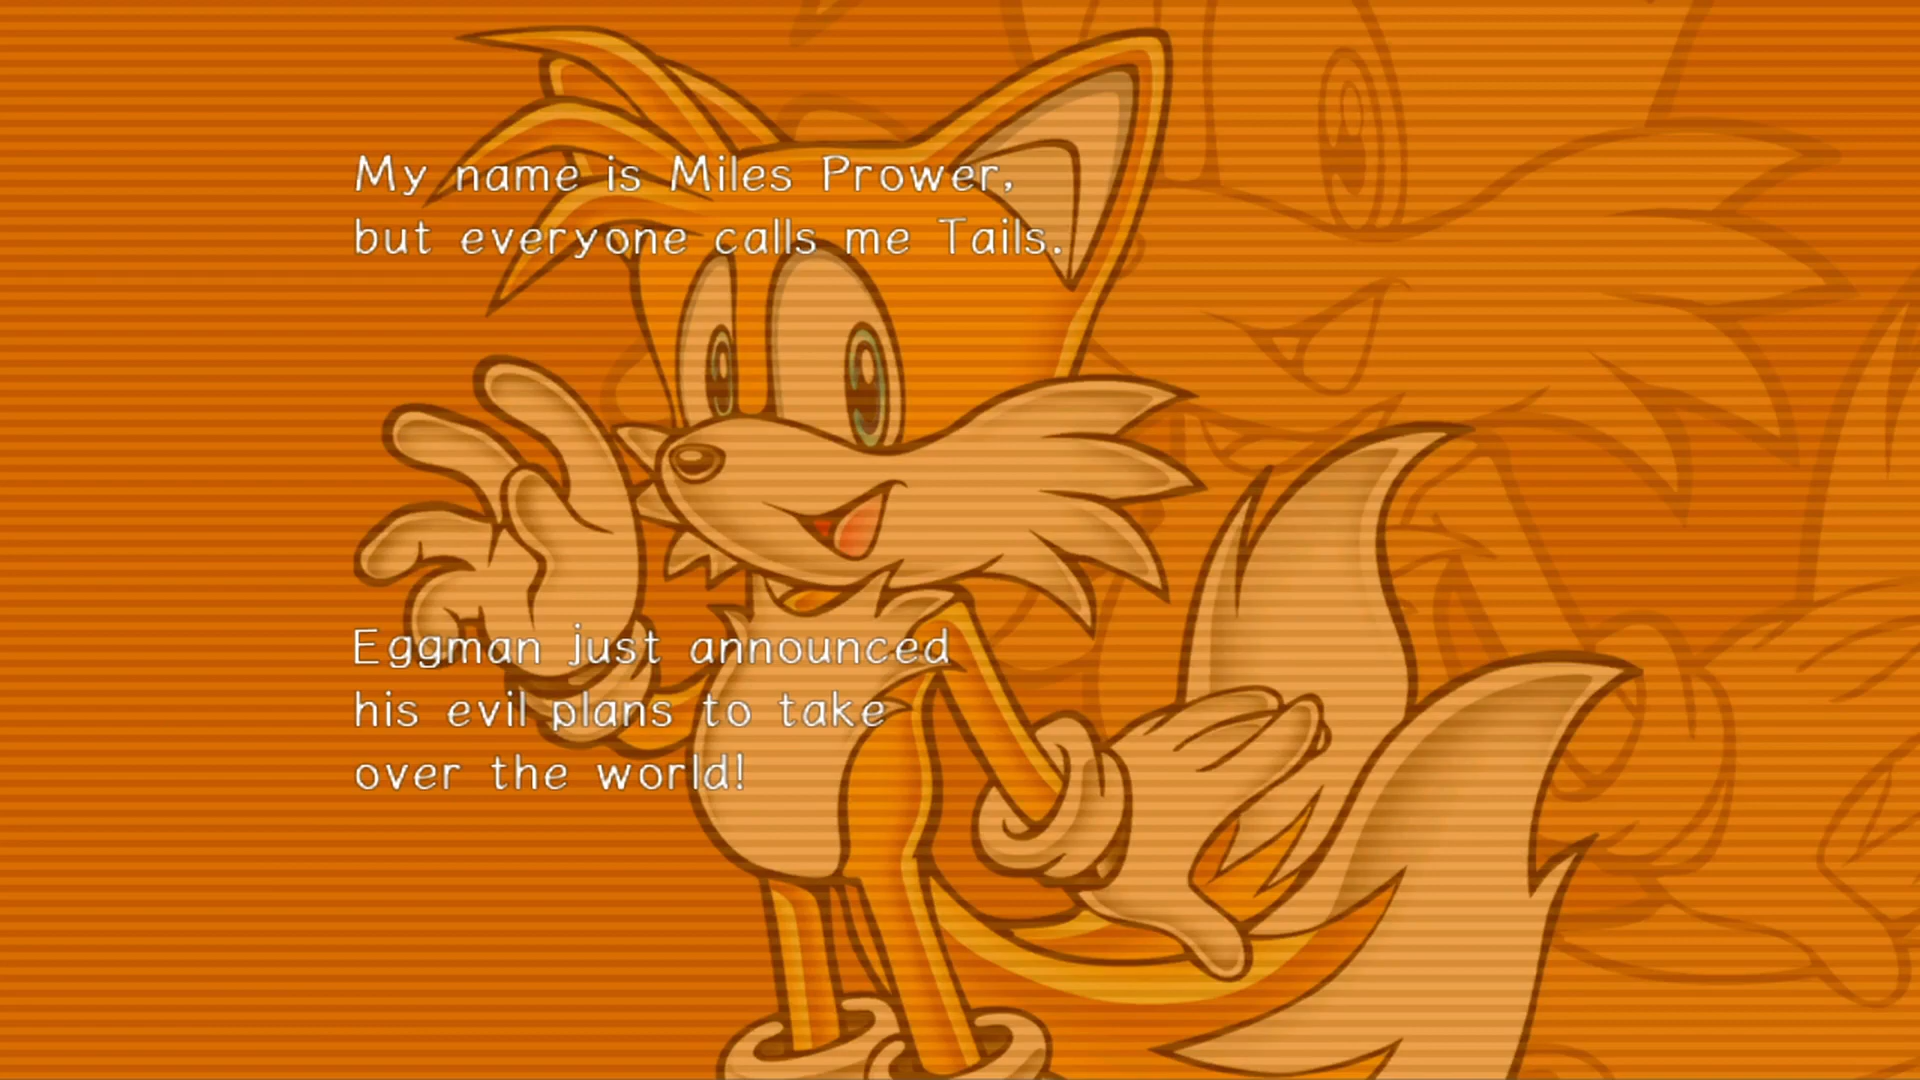 My name is Miles Prower,
but everyone calls me Tails.
Eggman just announced
his evil plans to take
over the world!